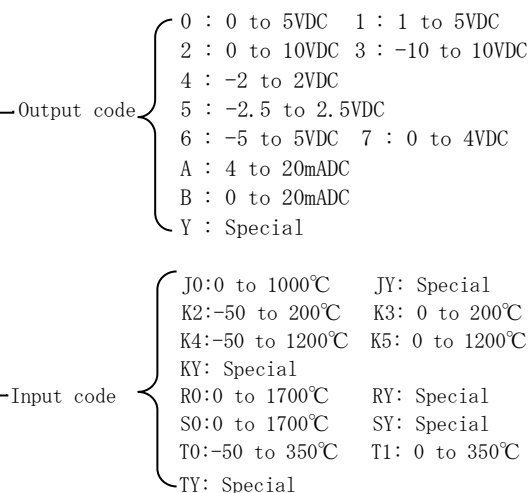 0 : 0 to 5VDC 1 : 1 to 5VDC
2 : 0 to 10VDC 3 : -10 to 10VDC
4 : -2 to 2VDC
Output code 5 : -2.5 to 2.5VDC
6 : -5 to 5VDC 7 : 0 to 4VDC
A : 4 to 20mADC
B : 0 to 20mADC
Y : Special
J0:0 to 1000℃ JY: Special
K2:-50 to 200℃ K3: 0 to 200℃
K4:-50 to 1200℃ K5: 0 to 1200℃
KY: Special
Input code R0:0 to 1700℃ RY: Special
S0:0 to 1700℃ SY: Special
T0:-50 to 350℃ T1: 0 to 350℃
TY: Special